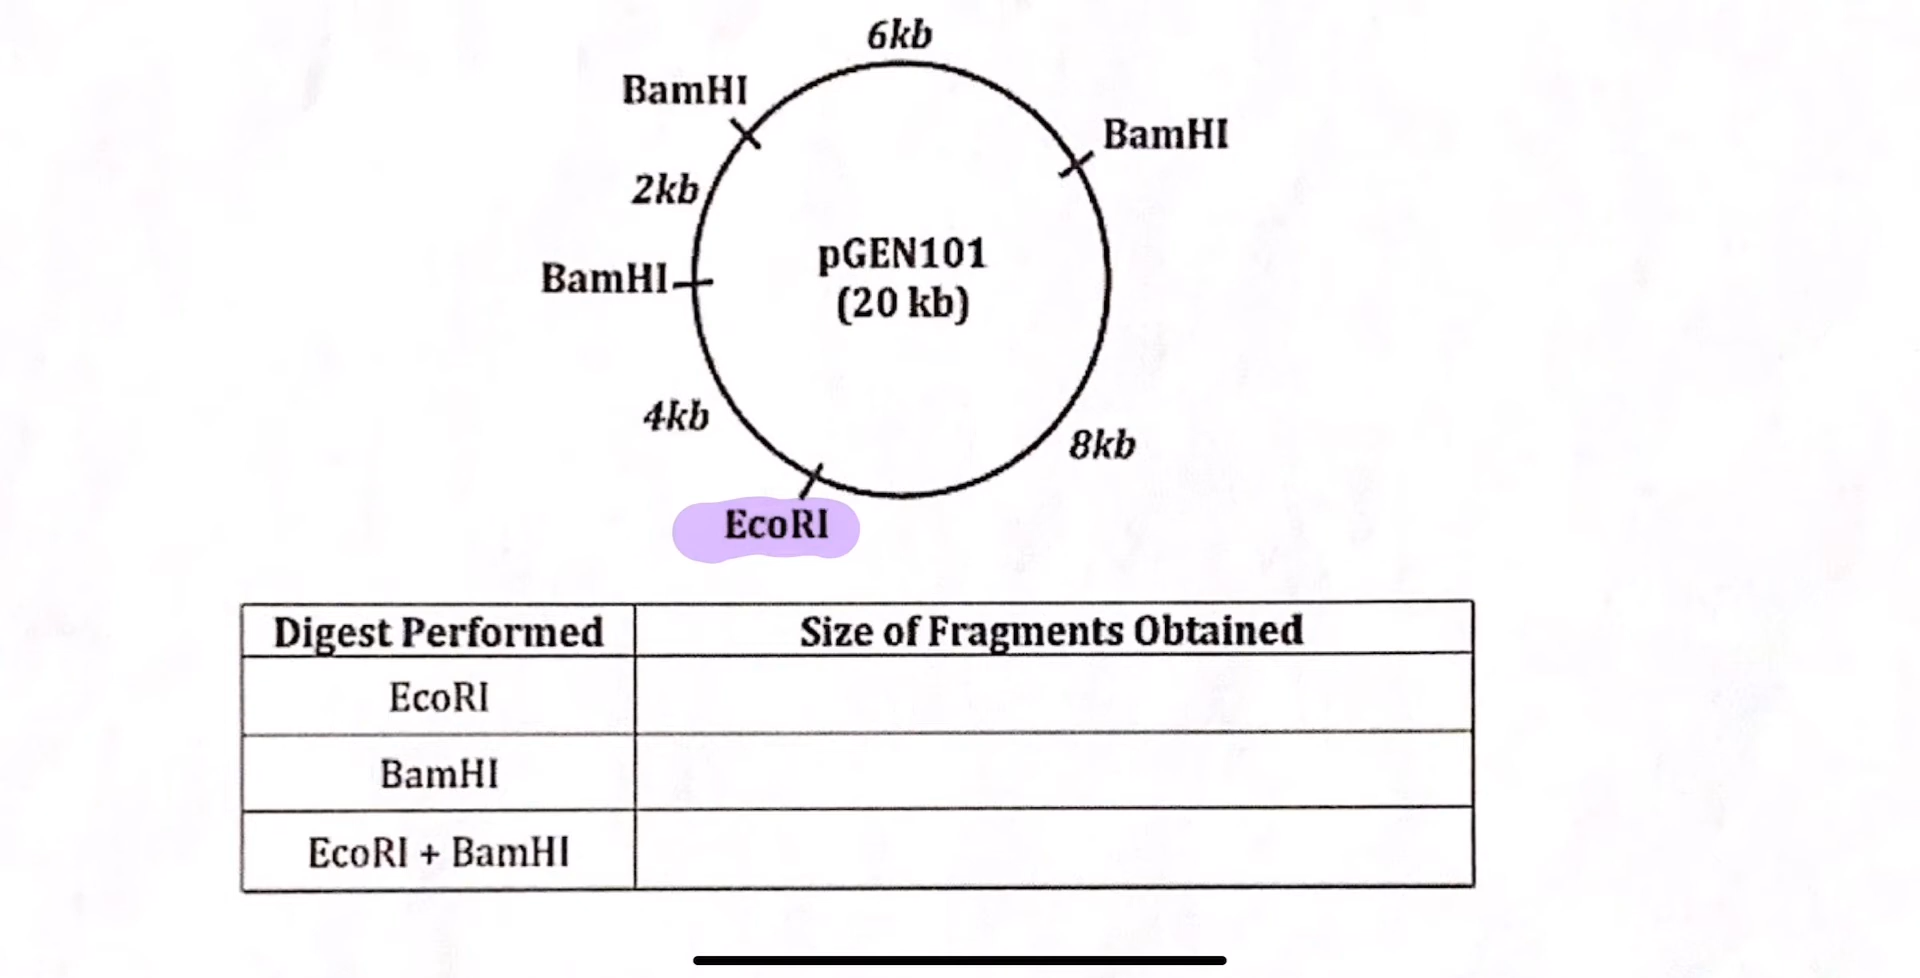 6kb
BamHI
BamHI
2kb
pGEN101
BamHI
(20 kb)
4kb
8kb
EcoRI
Digest Performed
Size of Fragments Obtained
EcoRI
BamHI
EcoRI + BamHI